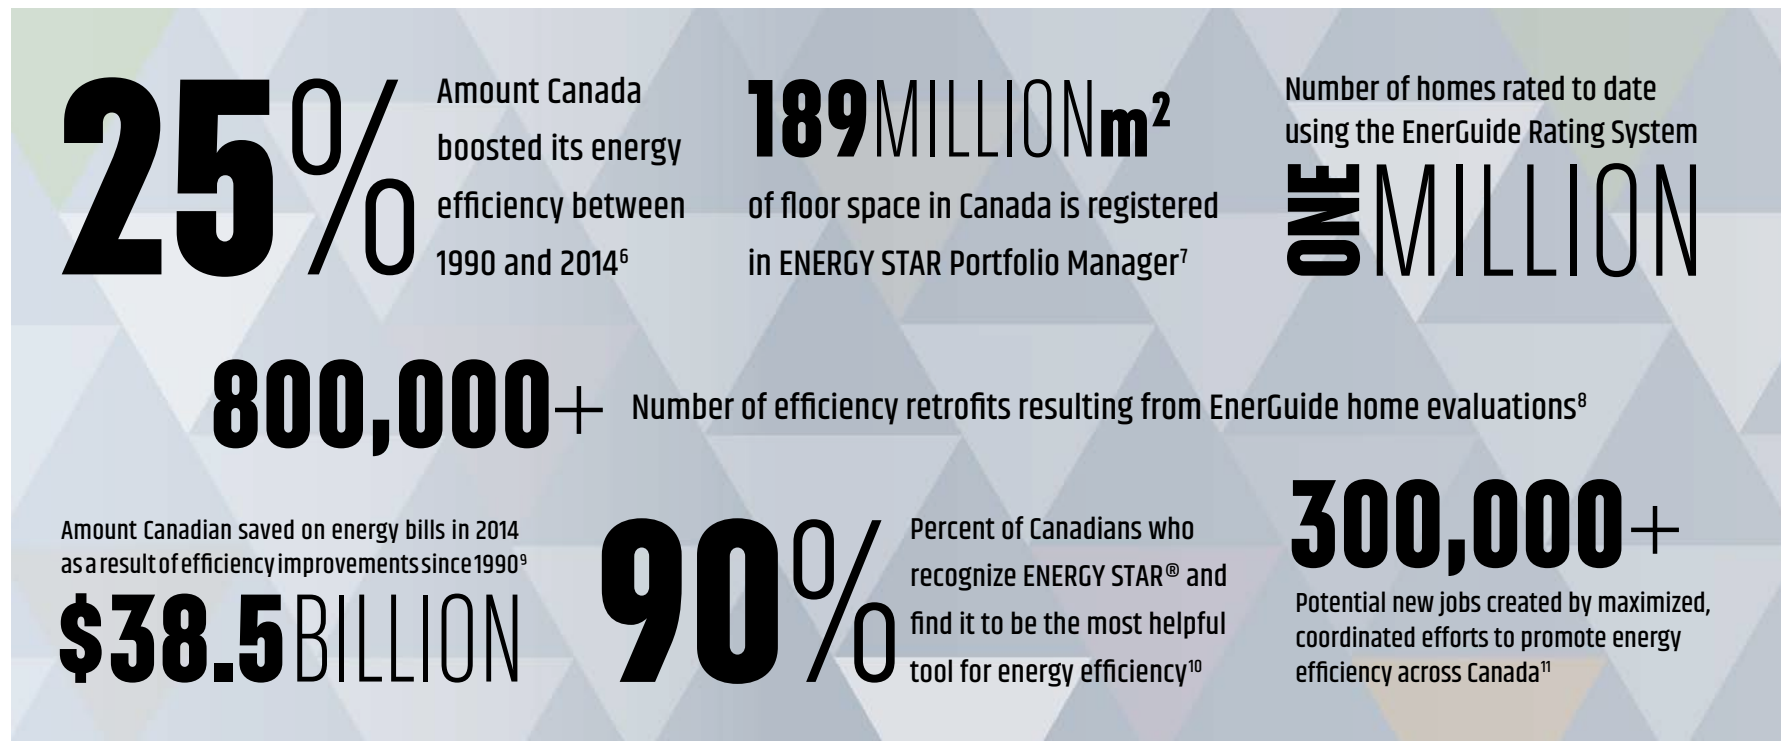 25%
Amount Canada
boosted its energy
efficiency between
1990 and 2014⁶
189 MILLION m²
of floor space in Canada is registered
in ENERGY STAR Portfolio Manager⁷
Number of homes rated to date
using the EnerGuide Rating System
ONE MILLION
800,000+ Number of efficiency retrofits resulting from EnerGuide home evaluations⁸
Amount Canadian saved on energy bills in 2014
as a result of efficiency improvements since 1990⁹
$38.5 BILLION
90%
Percent of Canadians who
recognize ENERGY STAR® and
find it to be the most helpful
tool for energy efficiency¹⁰
300,000+
Potential new jobs created by maximized,
coordinated efforts to promote energy
efficiency across Canada¹¹